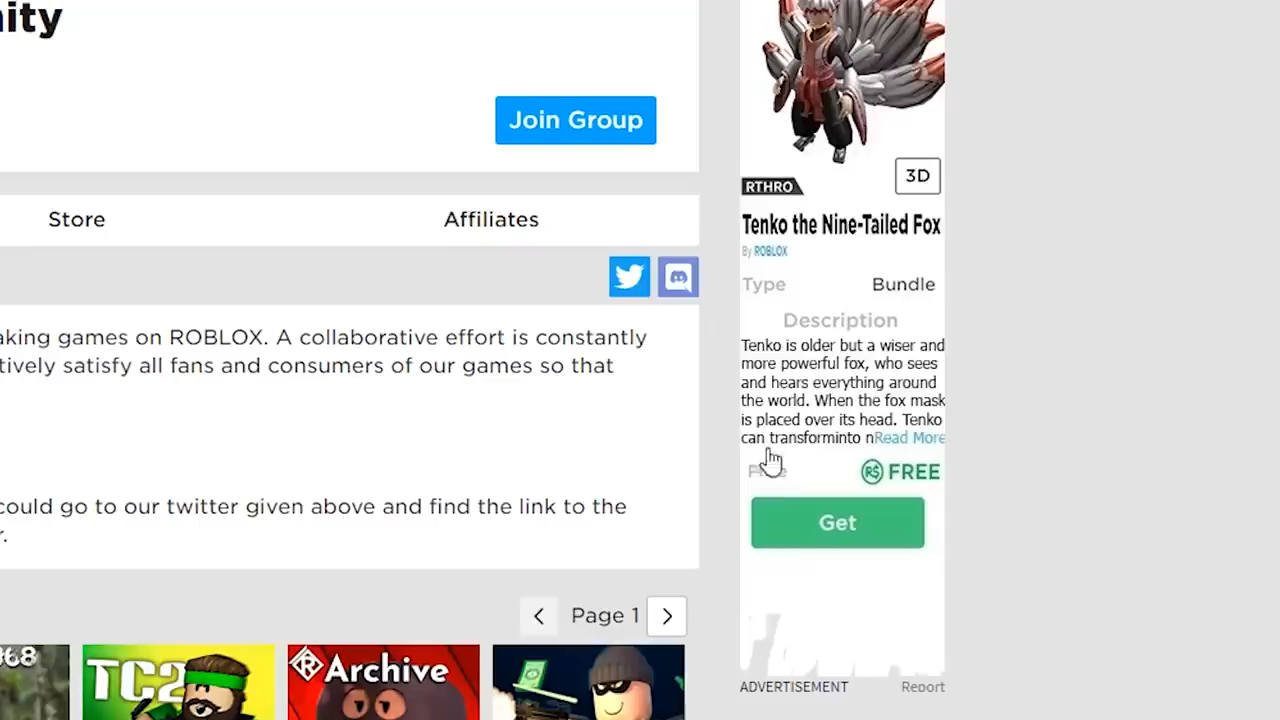 ity
Join Group
Store
Affiliates
aking games on ROBLOX. A collaborative effort is constantly
tively satisfy all fans and consumers of our games so that
could go to our twitter given above and find the link to the
r.
Page 1
68
TC2
Archive
3D
RTHRO
Tenko the Nine-Tailed Fox
By ROBLOX
Type
Bundle
Description
Tenko is older but a wiser and
more powerful fox, who sees
and hears everything around
the world. When the fox mask
is placed over its head. Tenko
can transforminto nRead More
R$ FREE
Get
ADVERTISEMENT
Report